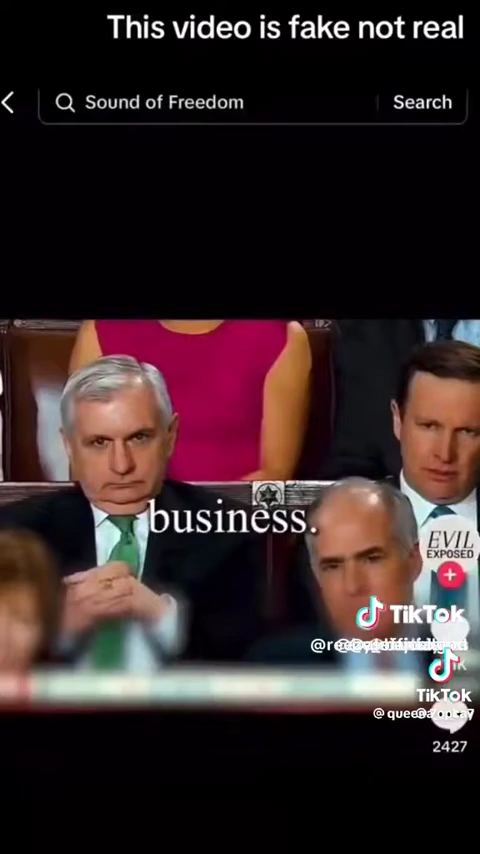 This video is fake not real
Sound of Freedom
Search
business.
EVIL
EXPOSED
TikTok
TikTok
2427